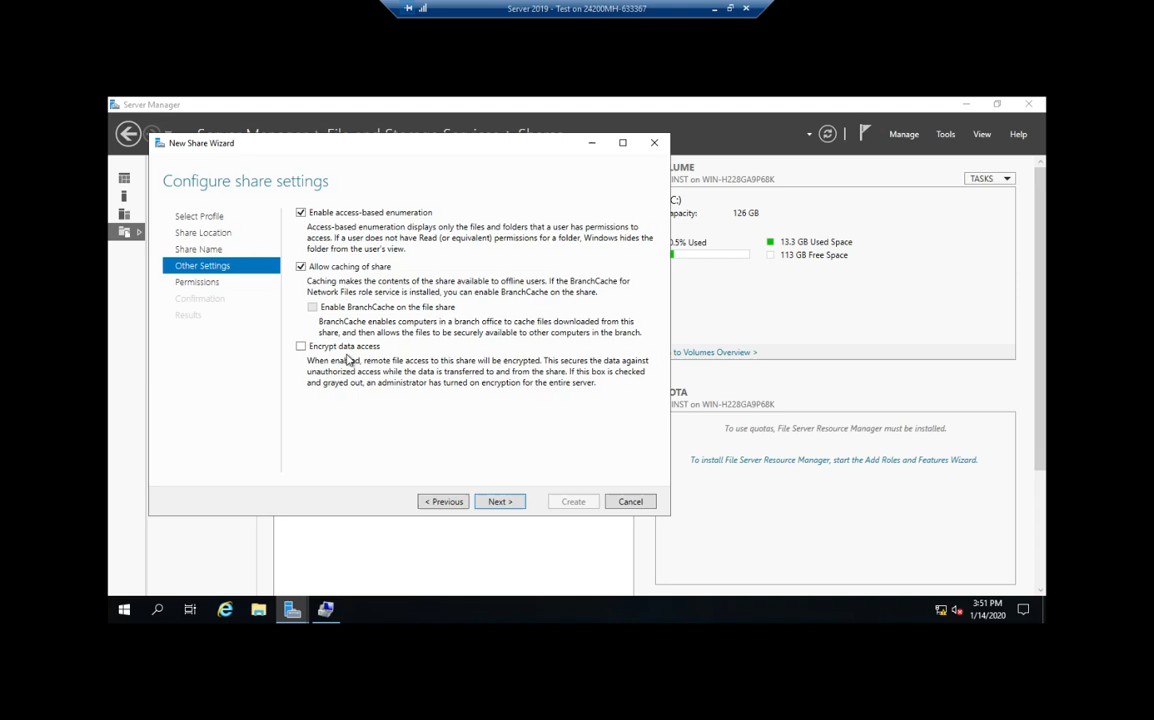 Server 2019 - Test on 24200MH-633367
Server Manager
Manage
Tools
View
Help
New Share Wizard
Configure share settings
Select Profile
Share Location
Share Name
Other Settings
Permissions
Confirmation
Results
Enable access-based enumeration
Access-based enumeration displays only the files and folders that a user has permissions to
access. If a user does not have Read (or equivalent) permissions for a folder, Windows hides the
folder from the user's view.
Allow caching of share
Caching makes the contents of the share available to offline users. If the BranchCache for
Network Files role service is installed, you can enable BranchCache on the share.
Enable BranchCache on the file share
BranchCache enables computers in a branch office to cache files downloaded from this
share, and then allows the files to be securely available to other computers in the branch.
Encrypt data access
When enabled, remote file access to this share will be encrypted. This secures the data against
unauthorized access while the data is transferred to and from the share. If this box is checked
and grayed out, an administrator has turned on encryption for the entire server.
< Previous
Next >
Create
Cancel
LUME
INST on WIN-H228GA9P68K
TASKS
C:)
apacity: 126 GB
0.5% Used
13.3 GB Used Space
113 GB Free Space
to Volumes Overview >
OTA
INST on WIN-H228GA9P68K
To use quotas, File Server Resource Manager must be installed.
To install File Server Resource Manager, start the Add Roles and Features Wizard.
3:51 PM
1/14/2020